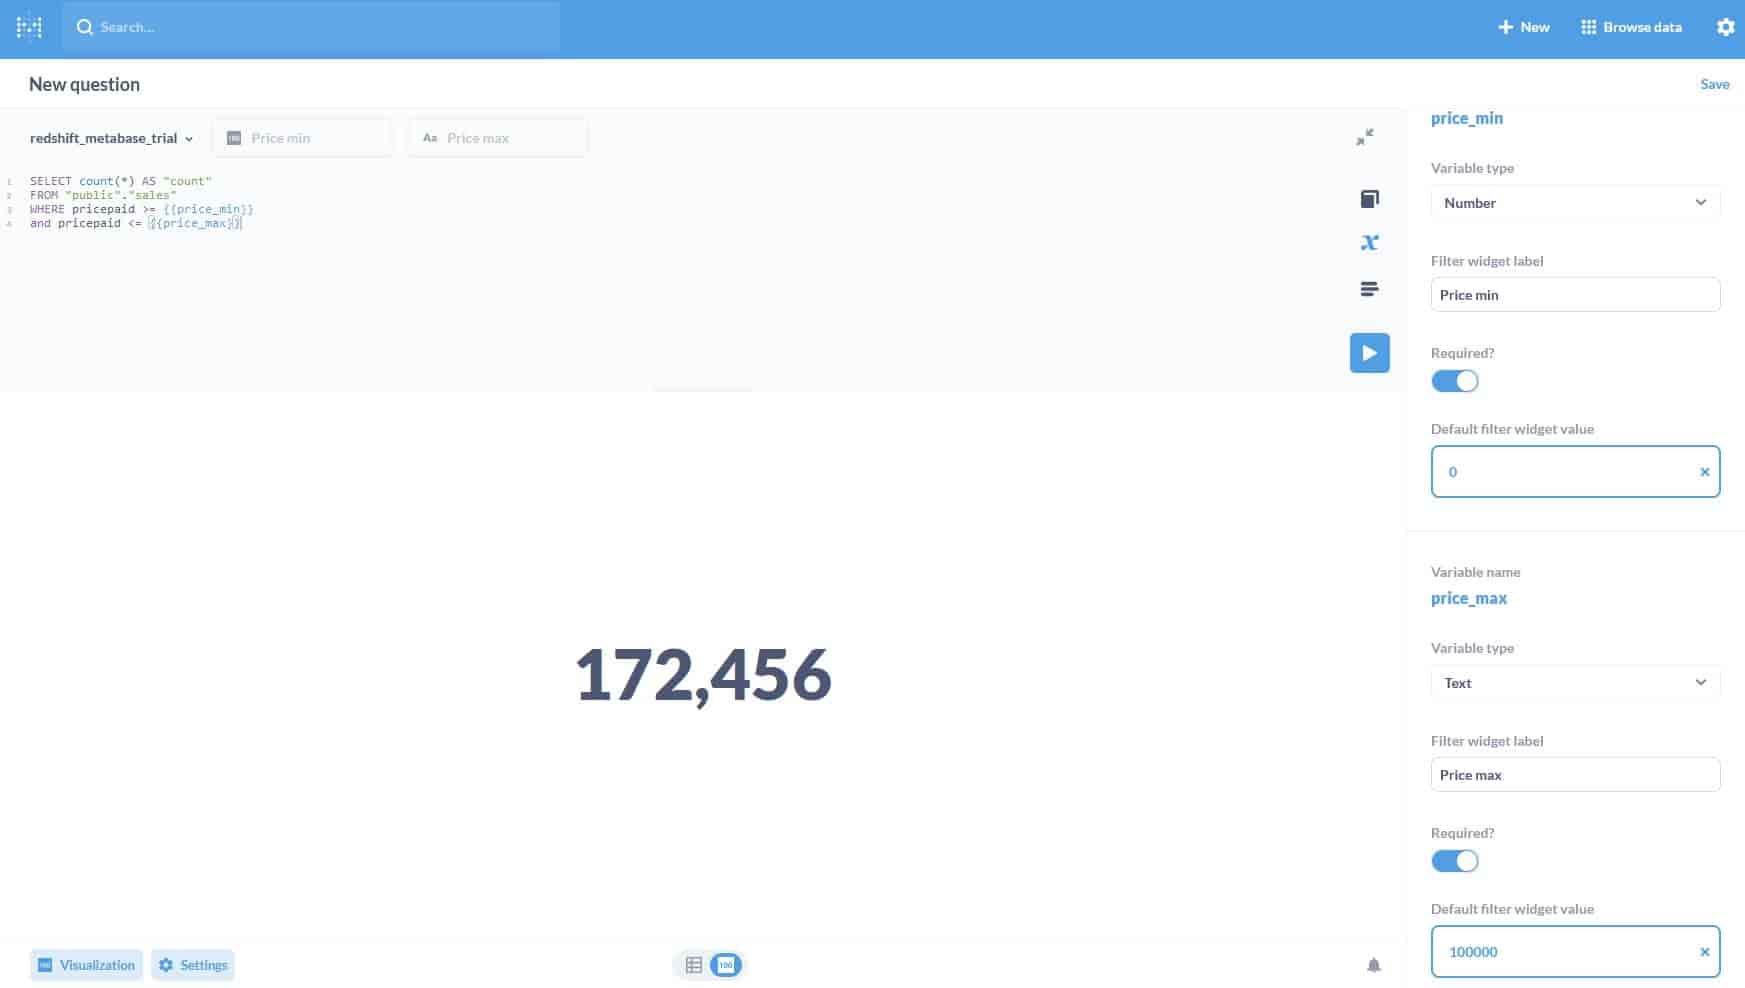 Search...
New
Browse data
New question
Save
redshift_metabase_trial
100 Price min
Aa Price max
1 SELECT count(*) AS "count"
2 FROM "public"."sales"
3 WHERE pricepaid >= {{price_min}}
4 and pricepaid <= {{price_max}}
x
172,456
Visualization
Settings
100
price_min
Variable type
Number
Filter widget label
Price min
Required?
Default filter widget value
0
Variable name
price_max
Variable type
Text
Filter widget label
Price max
Required?
Default filter widget value
100000